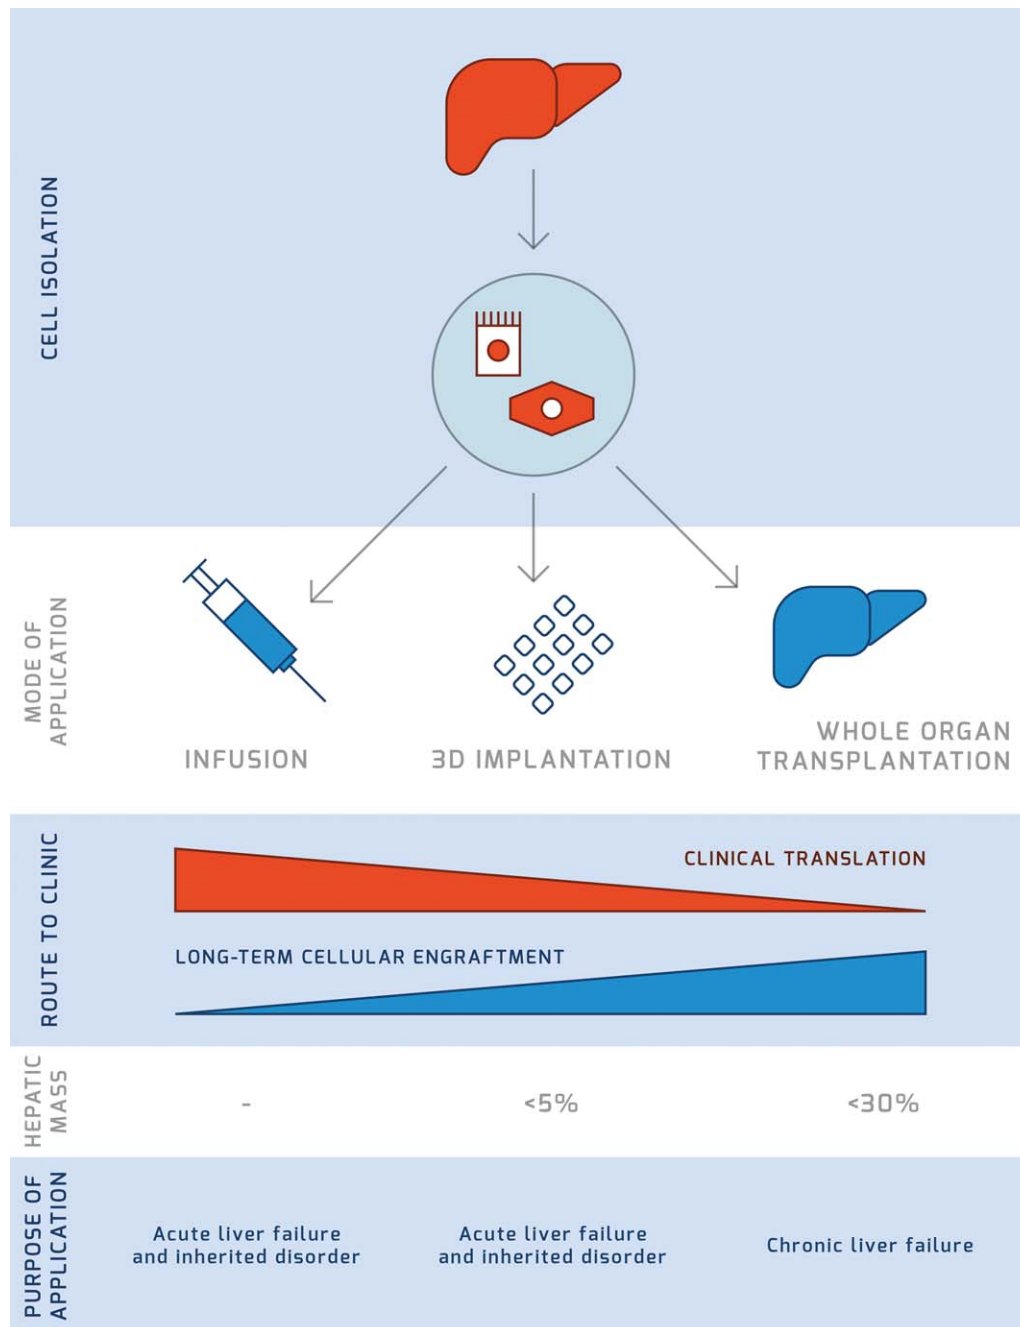 CELL ISOLATION
MODE OF
APPLICATION
INFUSION
3D IMPLANTATION
WHOLE ORGAN
TRANSPLANTATION
ROUTE TO CLINIC
CLINICAL TRANSLATION
LONG-TERM CELLULAR ENGRAFTMENT
HEPATIC
MASS
-
<5%
<30%
PURPOSE OF
APPLICATION
Acute liver failure
and inherited disorder
Acute liver failure
and inherited disorder
Chronic liver failure